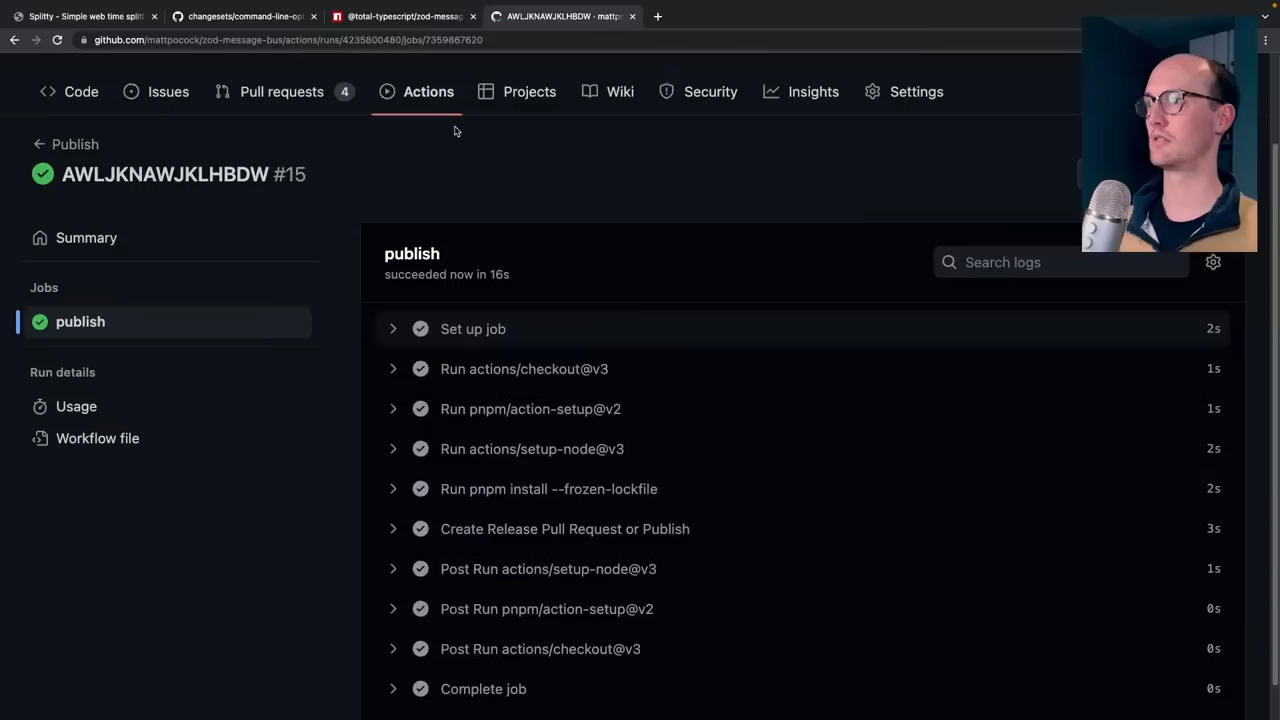 Splitty - Simple web time splitt
changesets/command-line-opt
@total-typescript/zod-messag
AWLJKNAWJKLHBDW · mattpoc
github.com/mattpocock/zod-message-bus/actions/runs/4235800480/jobs/7359867620
Code
Issues
Pull requests 4
Actions
Projects
Wiki
Security
Insights
Settings
Publish
AWLJKNAWJKLHBDW #15
Summary
Jobs
publish
Run details
Usage
Workflow file
publish
succeeded now in 16s
Search logs
Set up job 2s
Run actions/checkout@v3 1s
Run pnpm/action-setup@v2 1s
Run actions/setup-node@v3 2s
Run pnpm install --frozen-lockfile 2s
Create Release Pull Request or Publish 3s
Post Run actions/setup-node@v3 1s
Post Run pnpm/action-setup@v2 0s
Post Run actions/checkout@v3 0s
Complete job 0s